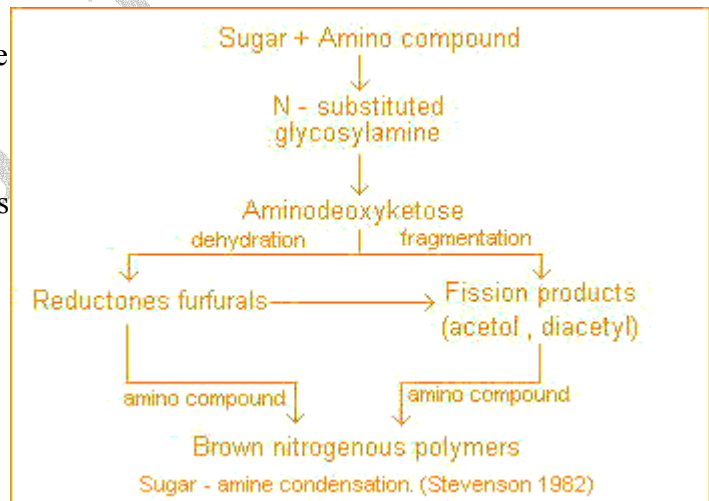 Sugar + Amino compound
e
N - substituted
glycosylamine
s
Aminodeoxyketose
dehydration fragmentation
Reductones furfurals
Fission products
(acetol , diacetyl)
amino compound amino compound
Brown nitrogenous polymers
Sugar - amine condensation. (Stevenson 1982)